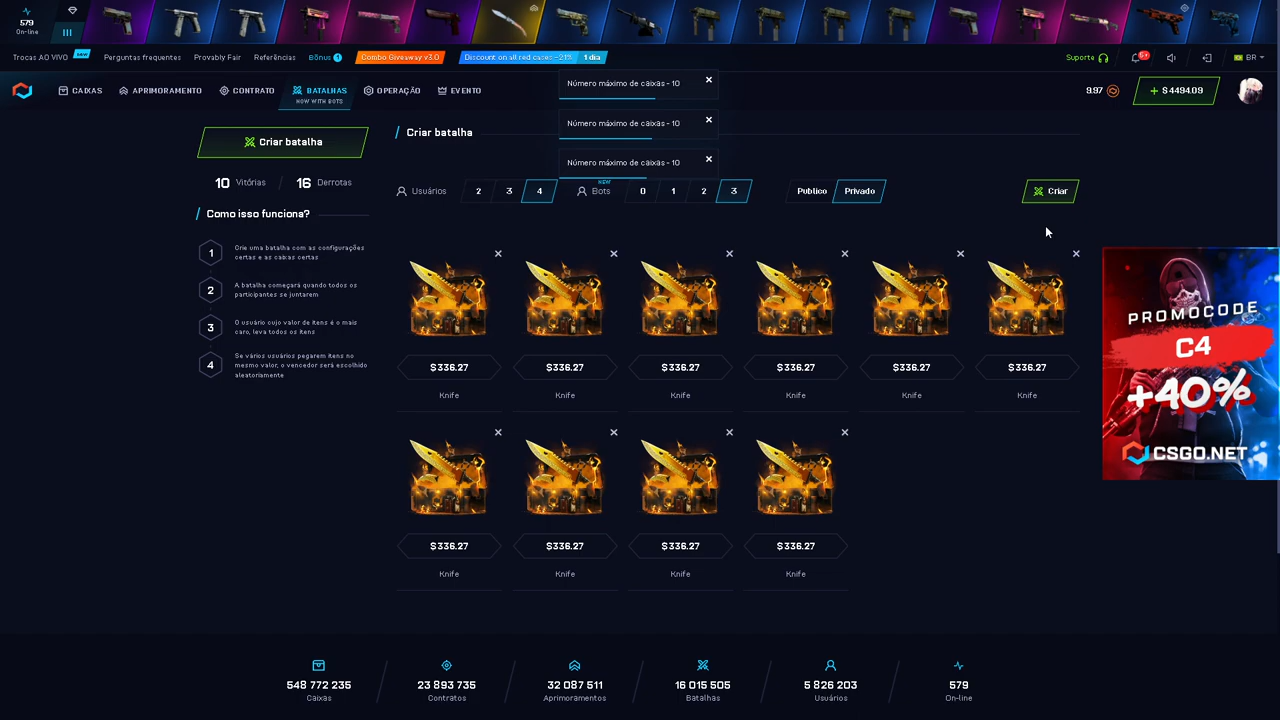 579
On-line
Trocas AO VIVO NEW
Perguntas frequentes
Provably Fair
Referências
Bônus 1
Combo Giveaway v3.0
Discount on all red cases -21% 1 dia
Suporte
5+
BR
CAIXAS
APRIMORAMENTO
CONTRATO
BATALHAS
NOW WITH BOTS
OPERAÇÃO
EVENTO
Número máximo de caixas - 10
Número máximo de caixas - 10
Número máximo de caixas - 10
9.97
+ $ 4494.09
Criar batalha
10 Vitórias / 16 Derrotas
Como isso funciona?
1
Crie uma batalha com as configurações
certas e as caixas certas
2
A batalha começará quando todos os
participantes se juntarem
3
O usuário cujo valor de itens é o mais
caro, leva todos os itens
4
Se vários usuários pegarem itens no
mesmo valor, o vencedor será escolhido
aleatoriamente
Criar batalha
Usuários 2 3 4
NEW
Bots 0 1 2 3
Publico Privado
Criar
$336.27 $336.27 $336.27 $336.27 $336.27 $336.27
Knife Knife Knife Knife Knife Knife
$336.27 $336.27 $336.27 $336.27
Knife Knife Knife Knife
PROMOCODE
C4
+40%
CSGO.NET
548 772 235
Caixas
23 893 735
Contratos
32 087 511
Aprimoramentos
16 015 505
Batalhas
5 826 203
Usuários
579
On-line